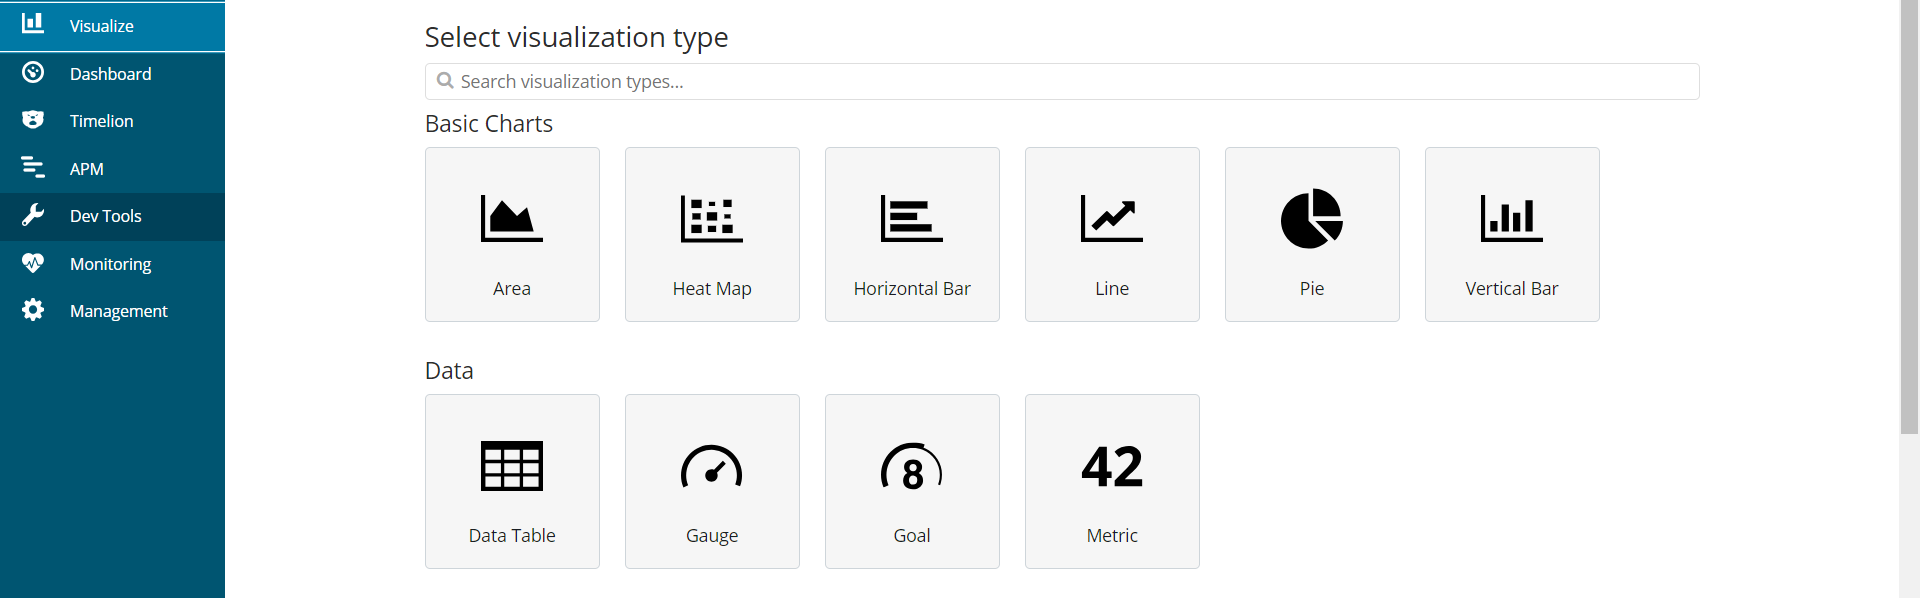 Visualize
Dashboard
Timelion
APM
Dev Tools
Monitoring
Management
Select visualization type
Search visualization types...
Basic Charts
Area
Heat Map
Horizontal Bar
Line
Pie
Vertical Bar
Data
8
42
Data Table
Gauge
Goal
Metric